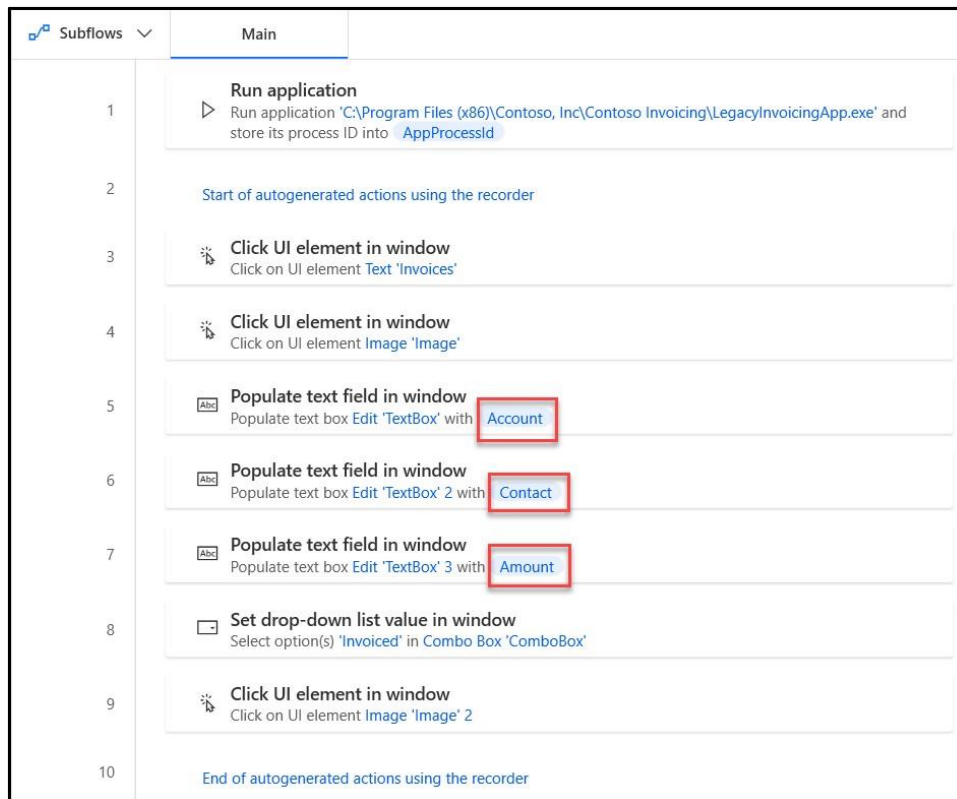 Subflows
Main
1
Run application
Run application 'C:\Program Files (x86)\Contoso, Inc\Contoso Invoicing\LegacyInvoicingApp.exe' and
store its process ID into AppProcessId
2
Start of autogenerated actions using the recorder
3
Click UI element in window
Click on UI element Text 'Invoices'
4
Click UI element in window
Click on UI element Image 'Image'
5
Abc
Populate text field in window
Populate text box Edit 'TextBox' with Account
6
Abc
Populate text field in window
Populate text box Edit 'TextBox' 2 with Contact
7
Abc
Populate text field in window
Populate text box Edit 'TextBox' 3 with Amount
8
Set drop-down list value in window
Select option(s) 'Invoiced' in Combo Box 'ComboBox'
9
Click UI element in window
Click on UI element Image 'Image' 2
10
End of autogenerated actions using the recorder